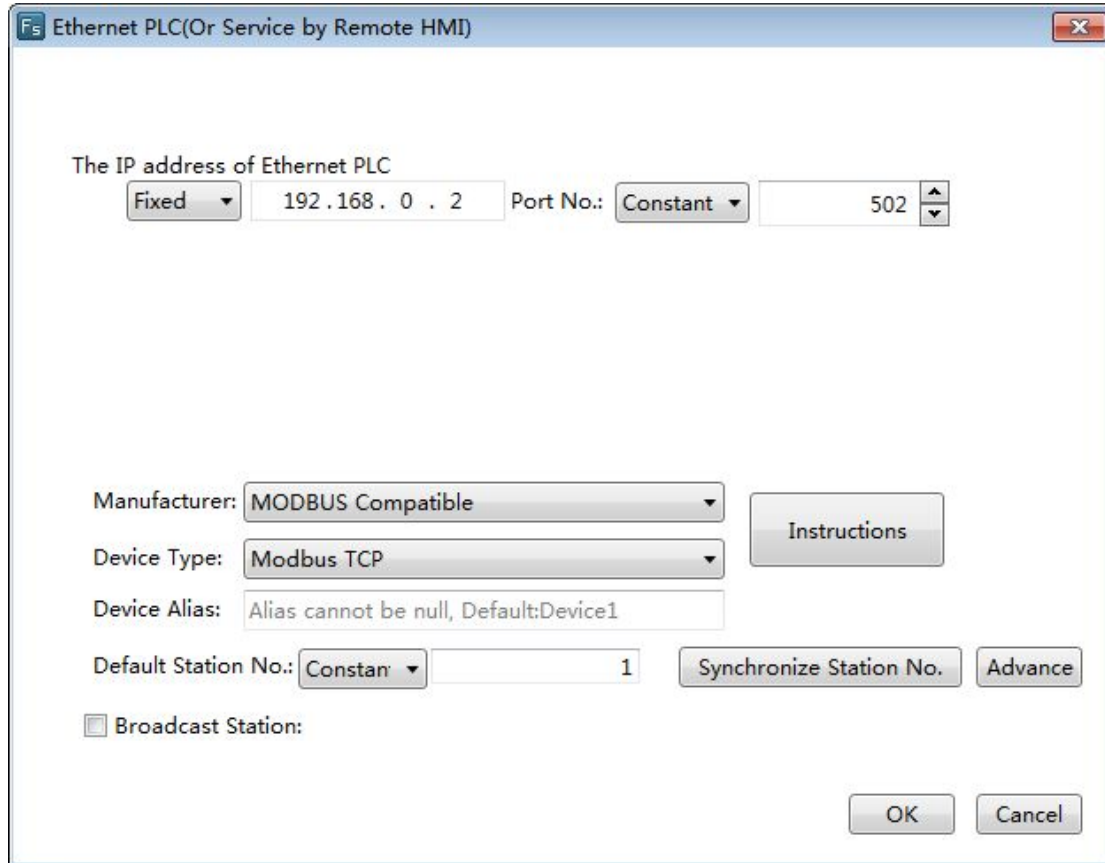 Fs Ethernet PLC(Or Service by Remote HMI)
The IP address of Ethernet PLC
Fixed 192.168. 0 . 2 Port No.: Constant 502
Manufacturer: MODBUS Compatible
Instructions
Device Type: Modbus TCP
Device Alias: Alias cannot be null, Default:Device1
Default Station No.: Constan 1 Synchronize Station No. Advance
Broadcast Station:
OK Cancel